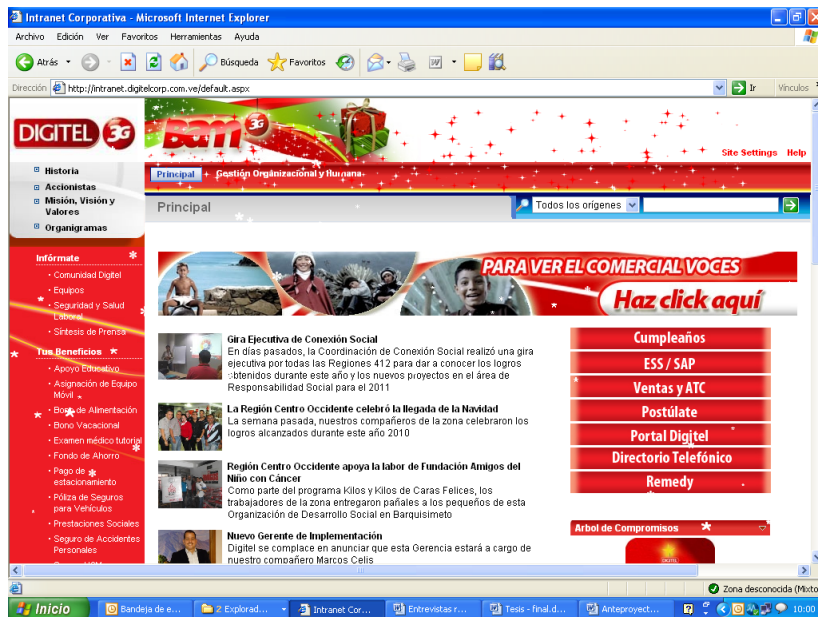 Intranet Corporativa - Microsoft Internet Explorer
Archivo Edición Ver Favoritos Herramientas Ayuda
Atrás Búsqueda Favoritos
Dirección http://intranet.digitelcorp.com.ve/default.aspx Ir Vínculos
DIGITEL 3G
Bam 3G
Site Settings Help
Historia
Accionistas
Misión, Visión y
Valores
Organigramas
Principal Gestión Organizacional y Humana
Principal
Todos los orígenes
Infórmate
Comunidad Digitel
Equipos
Seguridad y Salud
Laboral
Síntesis de Prensa
Tus Beneficios
Apoyo Educativo
Asignación de Equipo
Móvil
Bono de Alimentación
Bono Vacacional
Examen médico tutorial
Fondo de Ahorro
Pago de
estacionamiento
Póliza de Seguros
para Vehículos
Prestaciones Sociales
Seguro de Accidentes
Personales
PARA VER EL COMERCIAL VOCES
Haz click aquí
Gira Ejecutiva de Conexión Social
En días pasados, la Coordinación de Conexión Social realizó una gira
ejecutiva por todas las Regiones 412 para dar a conocer los logros
obtenidos durante este año y los nuevos proyectos en el área de
Responsabilidad Social para el 2011
La Región Centro Occidente celebró la llegada de la Navidad
La semana pasada, nuestros compañeros de la zona celebraron los
logros alcanzados durante este año 2010
Región Centro Occidente apoya la labor de Fundación Amigos del
Niño con Cáncer
Como parte del programa Kilos y Kilos de Caras Felices, los
trabajadores de la zona entregaron pañales a los pequeños de esta
Organización de Desarrollo Social en Barquisimeto
Nuevo Gerente de Implementación
Digitel se complace en anunciar que esta Gerencia estará a cargo de
nuestro compañero Marcos Celis
Cumpleaños
ESS / SAP
Ventas y ATC
Postúlate
Portal Digitel
Directorio Telefónico
Remedy
Arbol de Compromisos
DIGITEL
Zona desconocida (Mixto
Inicio Bandeja de e... 2 Explorad... Intranet Cor... Entrevistas r... Tesis - final.d... Anteproyect... 10:00